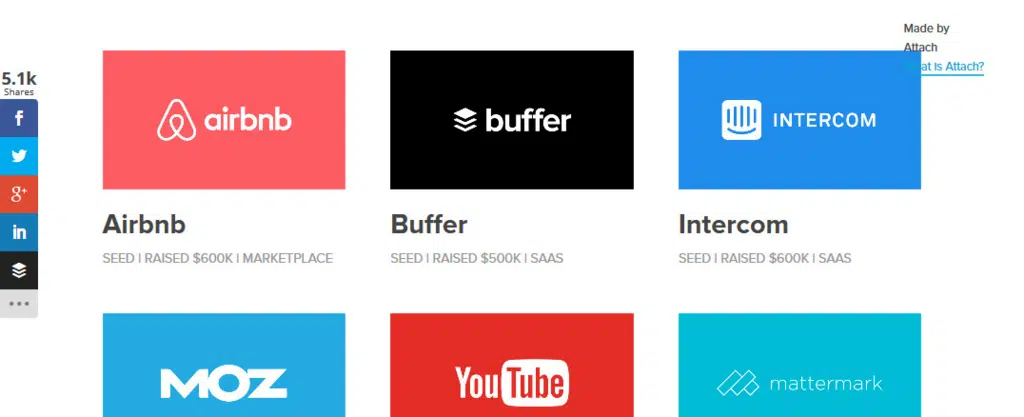 Made by
Attach
What is Attach?
5.1k
Shares
f
g+
in
airbnb
buffer
INTERCOM
Airbnb
Buffer
Intercom
SEED | RAISED $600K | MARKETPLACE
SEED | RAISED $500K | SAAS
SEED | RAISED $600K | SAAS
MOZ
YouTube
mattermark